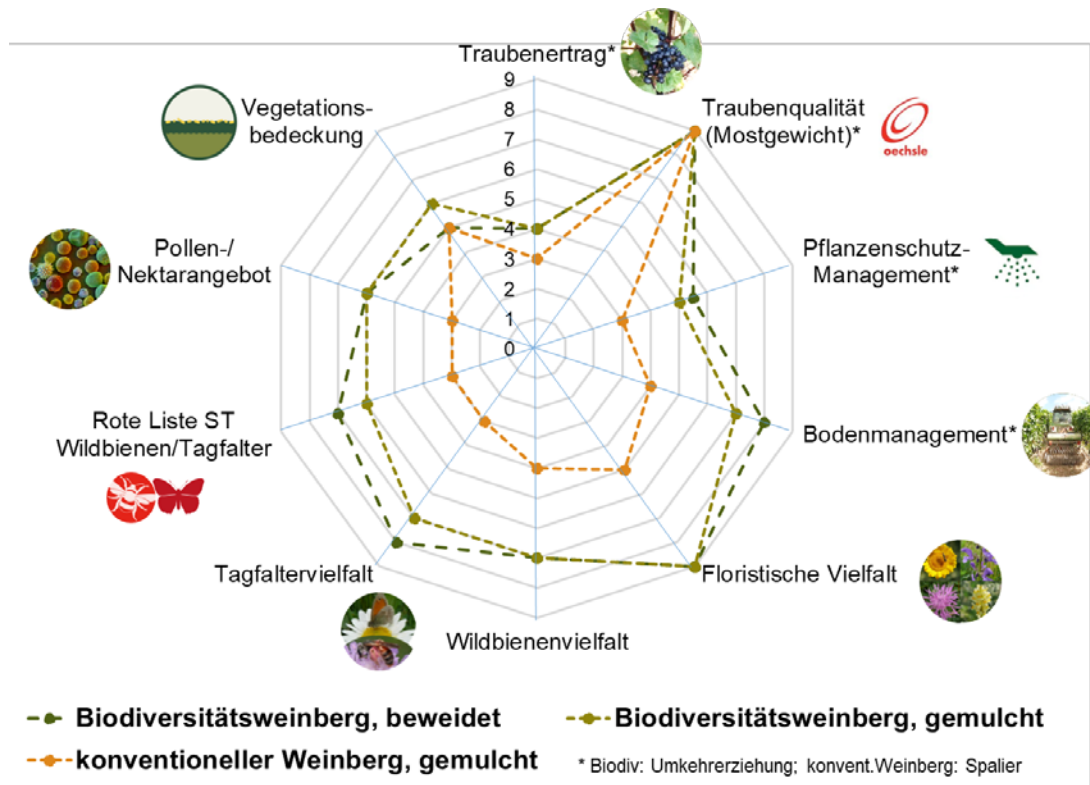 Traubenertrag*
9
8
7
6
5
4
3
2
1
0
Traubenqualität
(Mostgewicht)*
oechsle
Pflanzenschutz-
Management*
Bodenmanagement*
Floristische Vielfalt
Wildbienenvielfalt
Tagfaltervielfalt
Rote Liste ST
Wildbienen/Tagfalter
Pollen-/
Nektarangebot
Vegetations-
bedeckung
Biodiversitätsweinberg, beweidet
Biodiversitätsweinberg, gemulcht
konventioneller Weinberg, gemulcht
* Biodiv: Umkehrerziehung; konvent.Weinberg: Spalier